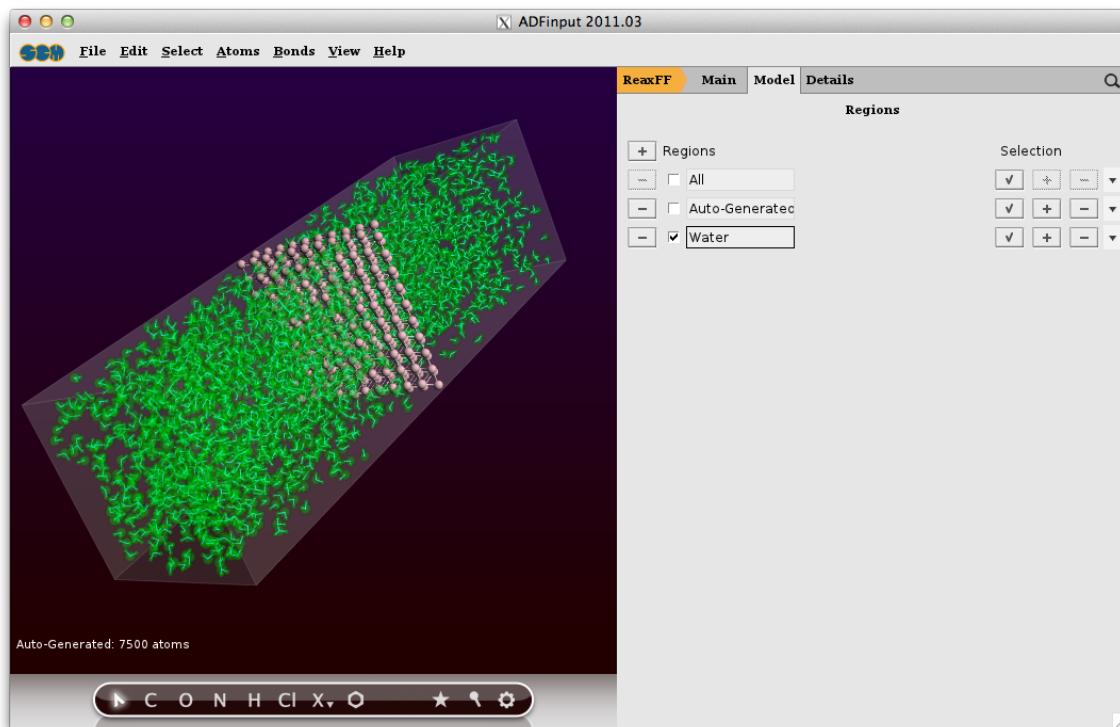 X ADFinput 2011.03
SCM File Edit Select Atoms Bonds View Help
ReaxFF Main Model Details
Regions
+ Regions Selection
All
Auto-Generated
Water
Auto-Generated: 7500 atoms
C O N H Cl X